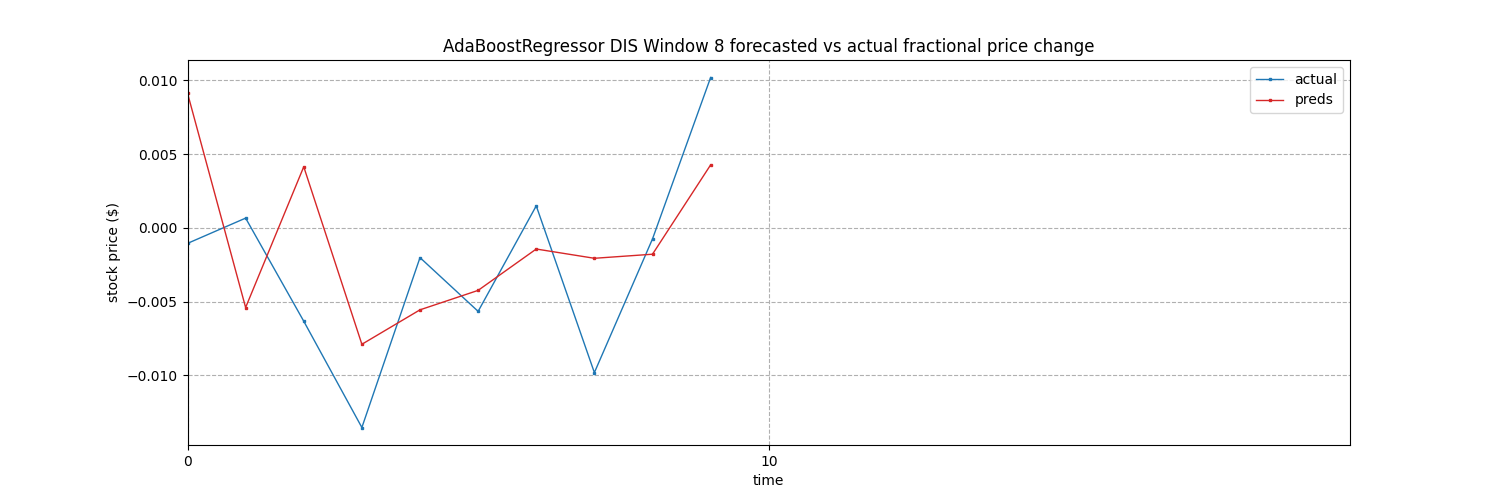 AdaBoostRegressor DIS Window 8 forecasted vs actual fractional price change
actual
preds
0.010
0.005
0.000
−0.005
−0.010
stock price ($)
0
10
time